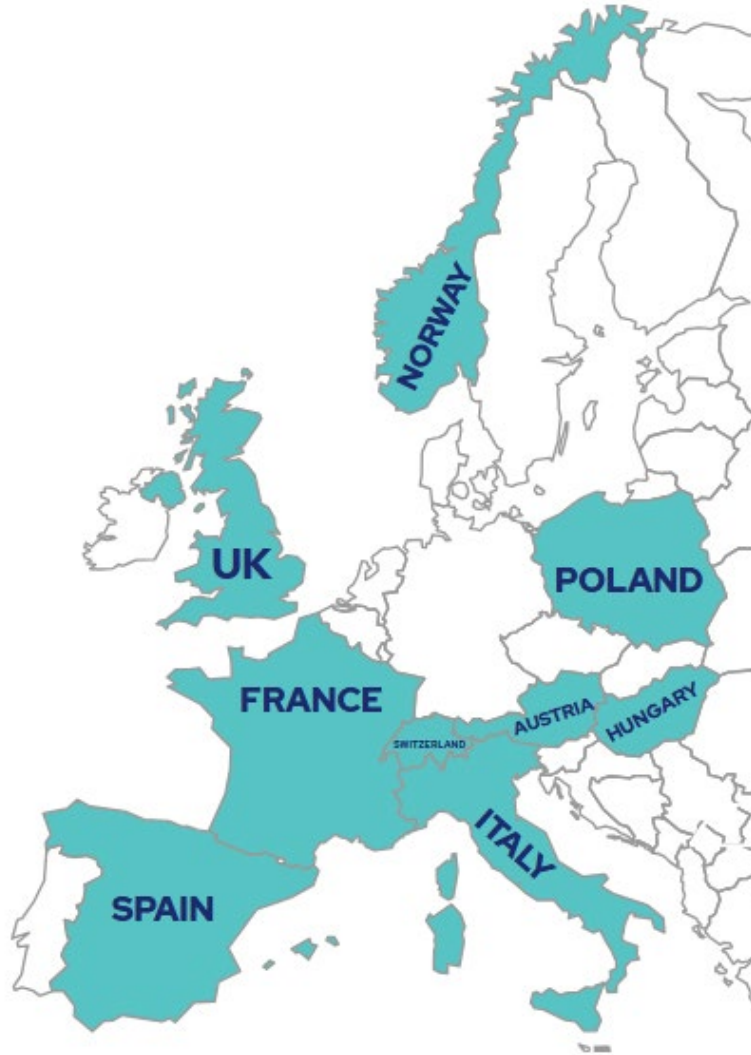 NORWAY
UK
POLAND
FRANCE
AUSTRIA
HUNGARY
SWITZERLAND
ITALY
SPAIN